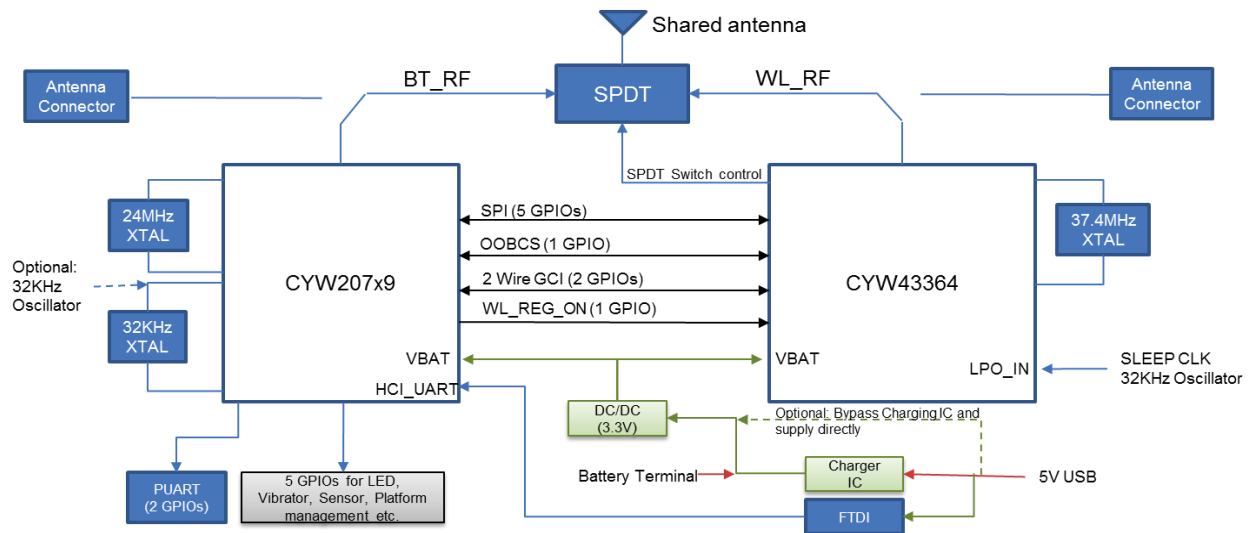 Shared antenna
Antenna
Connector
BT_RF
SPDT
WL_RF
Antenna
Connector
SPDT Switch control
24MHz
XTAL
SPI (5 GPIOs)
37.4MHz
XTAL
OOBCS (1 GPIO)
Optional:
32KHz
Oscillator
CYW207x9
2 Wire GCI (2 GPIOs)
CYW43364
WL_REG_ON (1 GPIO)
32KHz
XTAL
VBAT
VBAT
LPO_IN
SLEEP CLK
32KHz Oscillator
HCI_UART
DC/DC
(3.3V)
Optional: Bypass Charging IC and
supply directly
PUART
(2 GPIOs)
5 GPIOs for LED,
Vibrator, Sensor, Platform
management etc.
Battery Terminal
Charger
IC
5V USB
FTDI